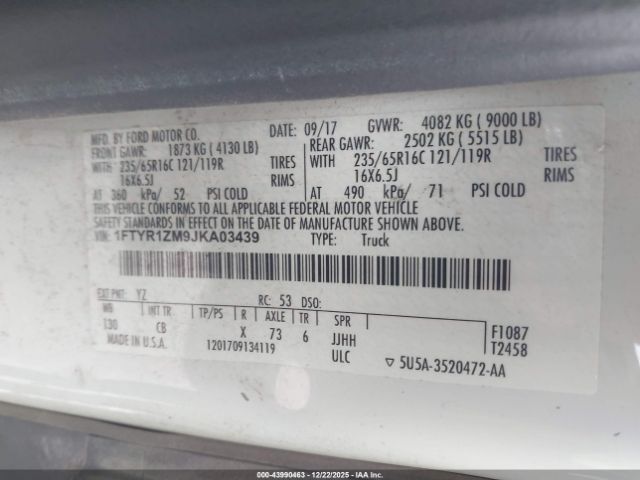 MFD. BY FORD MOTOR CO. DATE: 09/17 GVWR: 4082 KG ( 9000 LB)
FRONT GAWR: 1873 KG ( 4130 LB) REAR GAWR: 2502 KG ( 5515 LB)
WITH 235/65R16C 121/119R TIRES WITH 235/65R16C 121/119R TIRES
16X6.5J RIMS 16X6.5J RIMS
AT 360 kPa/ 52 PSI COLD AT 490 kPa/ 71 PSI COLD
THIS VEHICLE CONFORMS TO ALL APPLICABLE FEDERAL MOTOR VEHICLE
SAFETY STANDARDS IN EFFECT ON THE DATE OF MANUFACTURE SHOWN ABOVE.
VIN: 1FTYR1ZM9JKA03439 TYPE: Truck
EXT PNT: YZ RC: 53 DSO:
WB INT TR TP/PS R AXLE TR SPR
130 CB X 73 6 JJHH F1087
MADE IN U.S.A. 1201709134119 ULC T2458
▽ 5U5A-3520472-AA
000-43990463 - 12/22/2025 - IAAI.COM